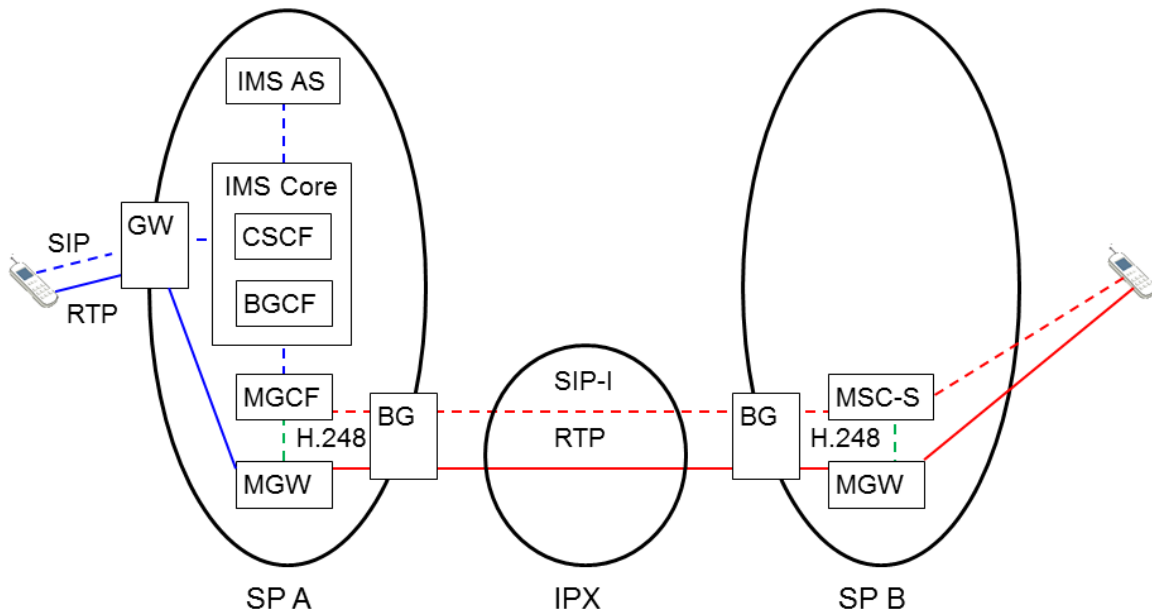 IMS AS
IMS Core
GW
CSCF
SIP
BGCF
RTP
SIP-I
MGCF
BG
BG
MSC-S
H.248
RTP
H.248
MGW
MGW
SP A
IPX
SP B